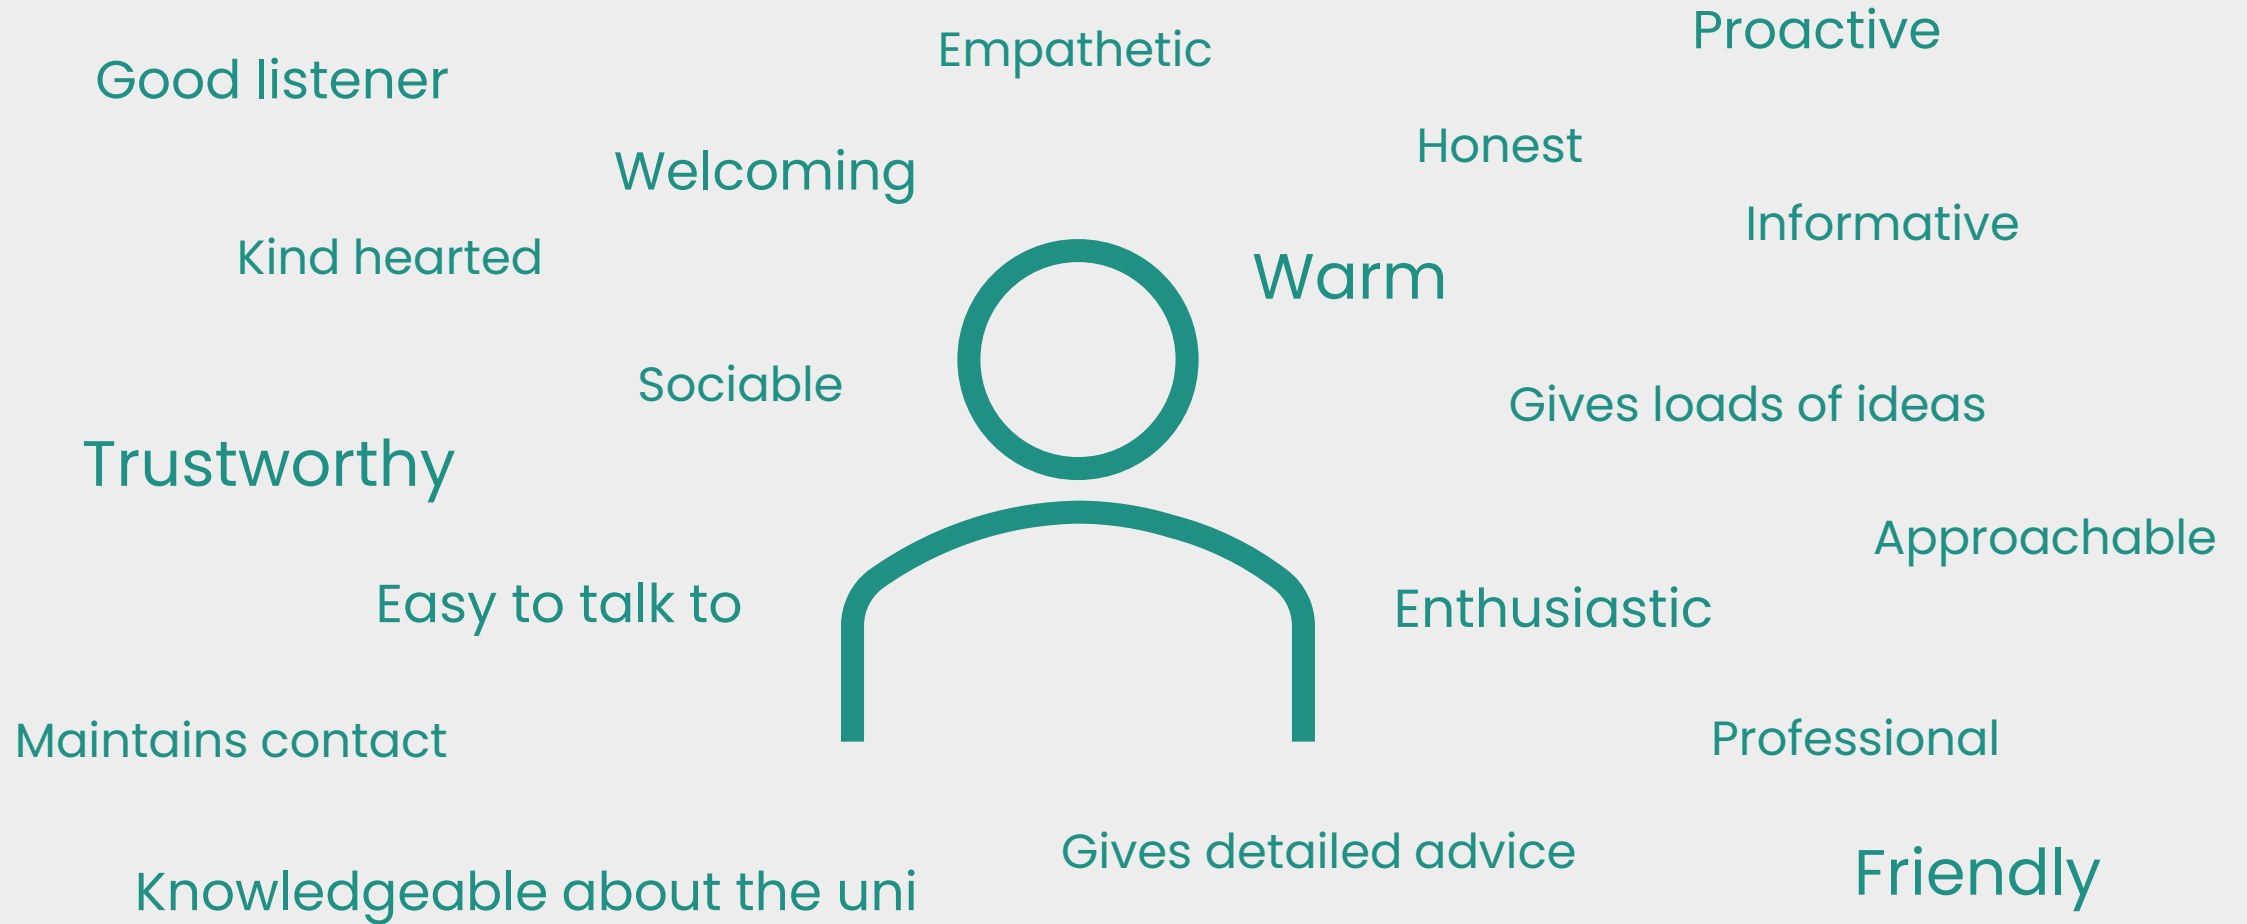 Proactive
Empathetic
Good listener
Honest
Welcoming
Informative
Kind hearted
Warm
Sociable
Gives loads of ideas
Trustworthy
Approachable
Easy to talk to
Enthusiastic
Maintains contact
Professional
Gives detailed advice
Friendly
Knowledgeable about the uni